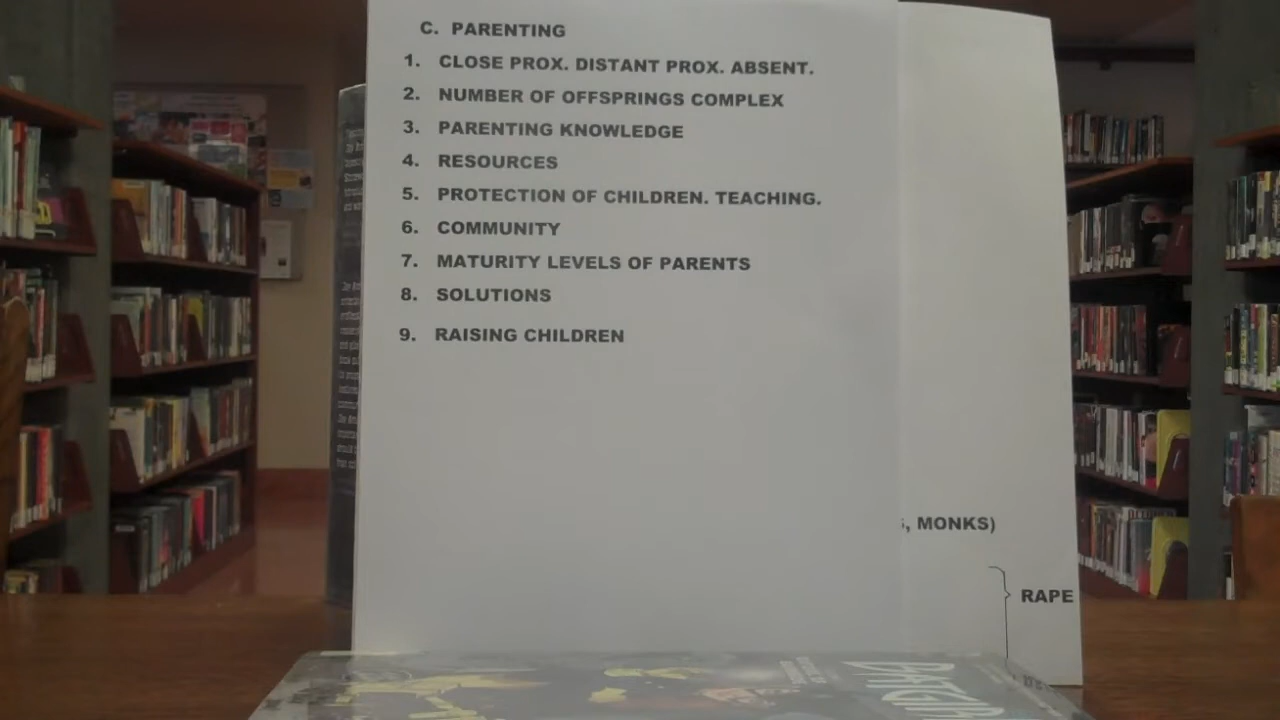 C. PARENTING
1. CLOSE PROX. DISTANT PROX. ABSENT.
2. NUMBER OF OFFSPRINGS COMPLEX
3. PARENTING KNOWLEDGE
4. RESOURCES
5. PROTECTION OF CHILDREN. TEACHING.
6. COMMUNITY
7. MATURITY LEVELS OF PARENTS
8. SOLUTIONS
9. RAISING CHILDREN
, MONKS)
RAPE